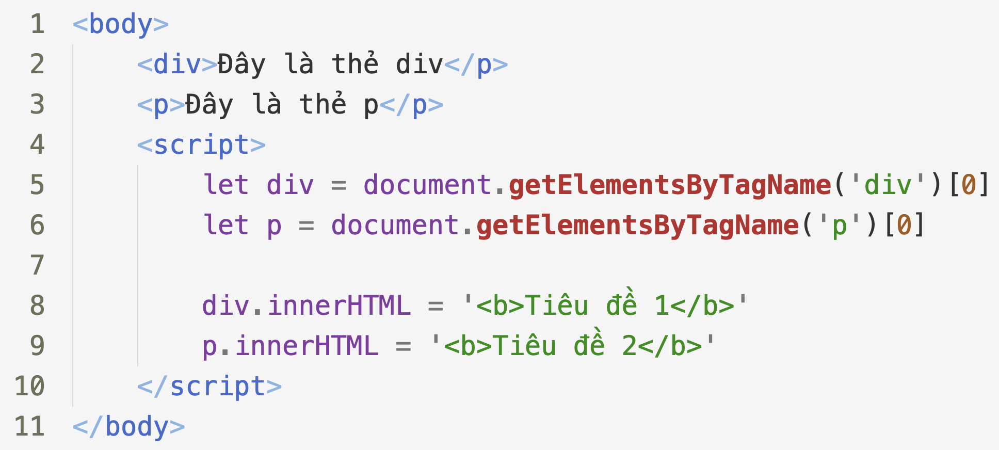 1 <body>
2     <div>Đây là thẻ div</p>
3     <p>Đây là thẻ p</p>
4     <script>
5         let div = document.getElementsByTagName('div')[0]
6         let p = document.getElementsByTagName('p')[0]
7
8         div.innerHTML = '<b>Tiêu đề 1</b>'
9         p.innerHTML = '<b>Tiêu đề 2</b>'
10     </script>
11 </body>